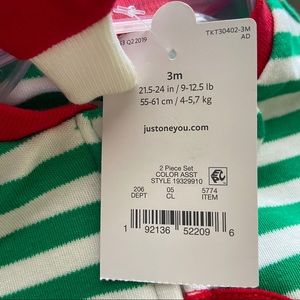 Q2 2019
TKT30402-3M
AD
3m
21.5-24 in / 9-12.5 lb
55-61 cm / 4-5,7 kg
justoneyou.com
2 Piece Set
COLOR ASST
STYLE 19329910
206 05 5774
DEPT CL ITEM
1 92136 52209 6